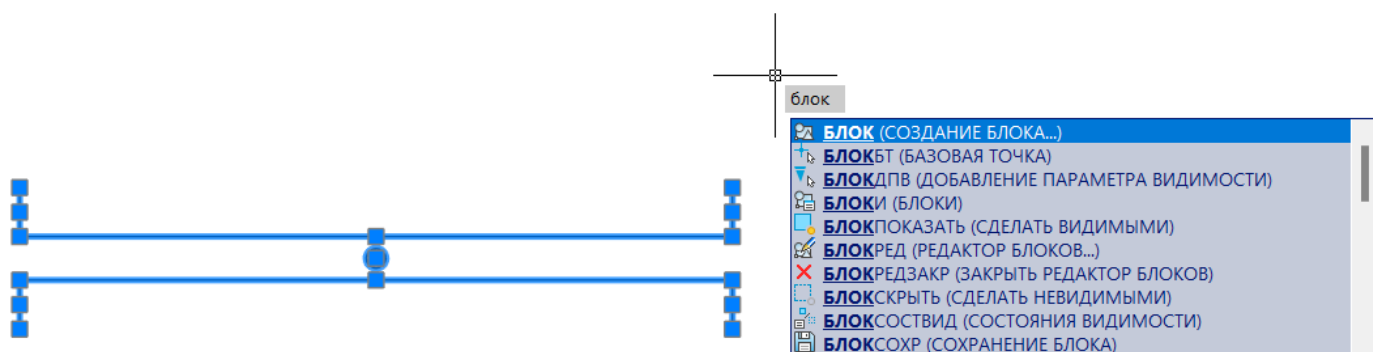 блок
БЛОК (СОЗДАНИЕ БЛОКА...)
БЛОКБТ (БАЗОВАЯ ТОЧКА)
БЛОКДПВ (ДОБАВЛЕНИЕ ПАРАМЕТРА ВИДИМОСТИ)
БЛОКИ (БЛОКИ)
БЛОКПОКАЗАТЬ (СДЕЛАТЬ ВИДИМЫМИ)
БЛОКРЕД (РЕДАКТОР БЛОКОВ...)
БЛОКРЕДЗАКР (ЗАКРЫТЬ РЕДАКТОР БЛОКОВ)
БЛОКСКРЫТЬ (СДЕЛАТЬ НЕВИДИМЫМИ)
БЛОКСОСТВИД (СОСТОЯНИЯ ВИДИМОСТИ)
БЛОКСОХР (СОХРАНЕНИЕ БЛОКА)